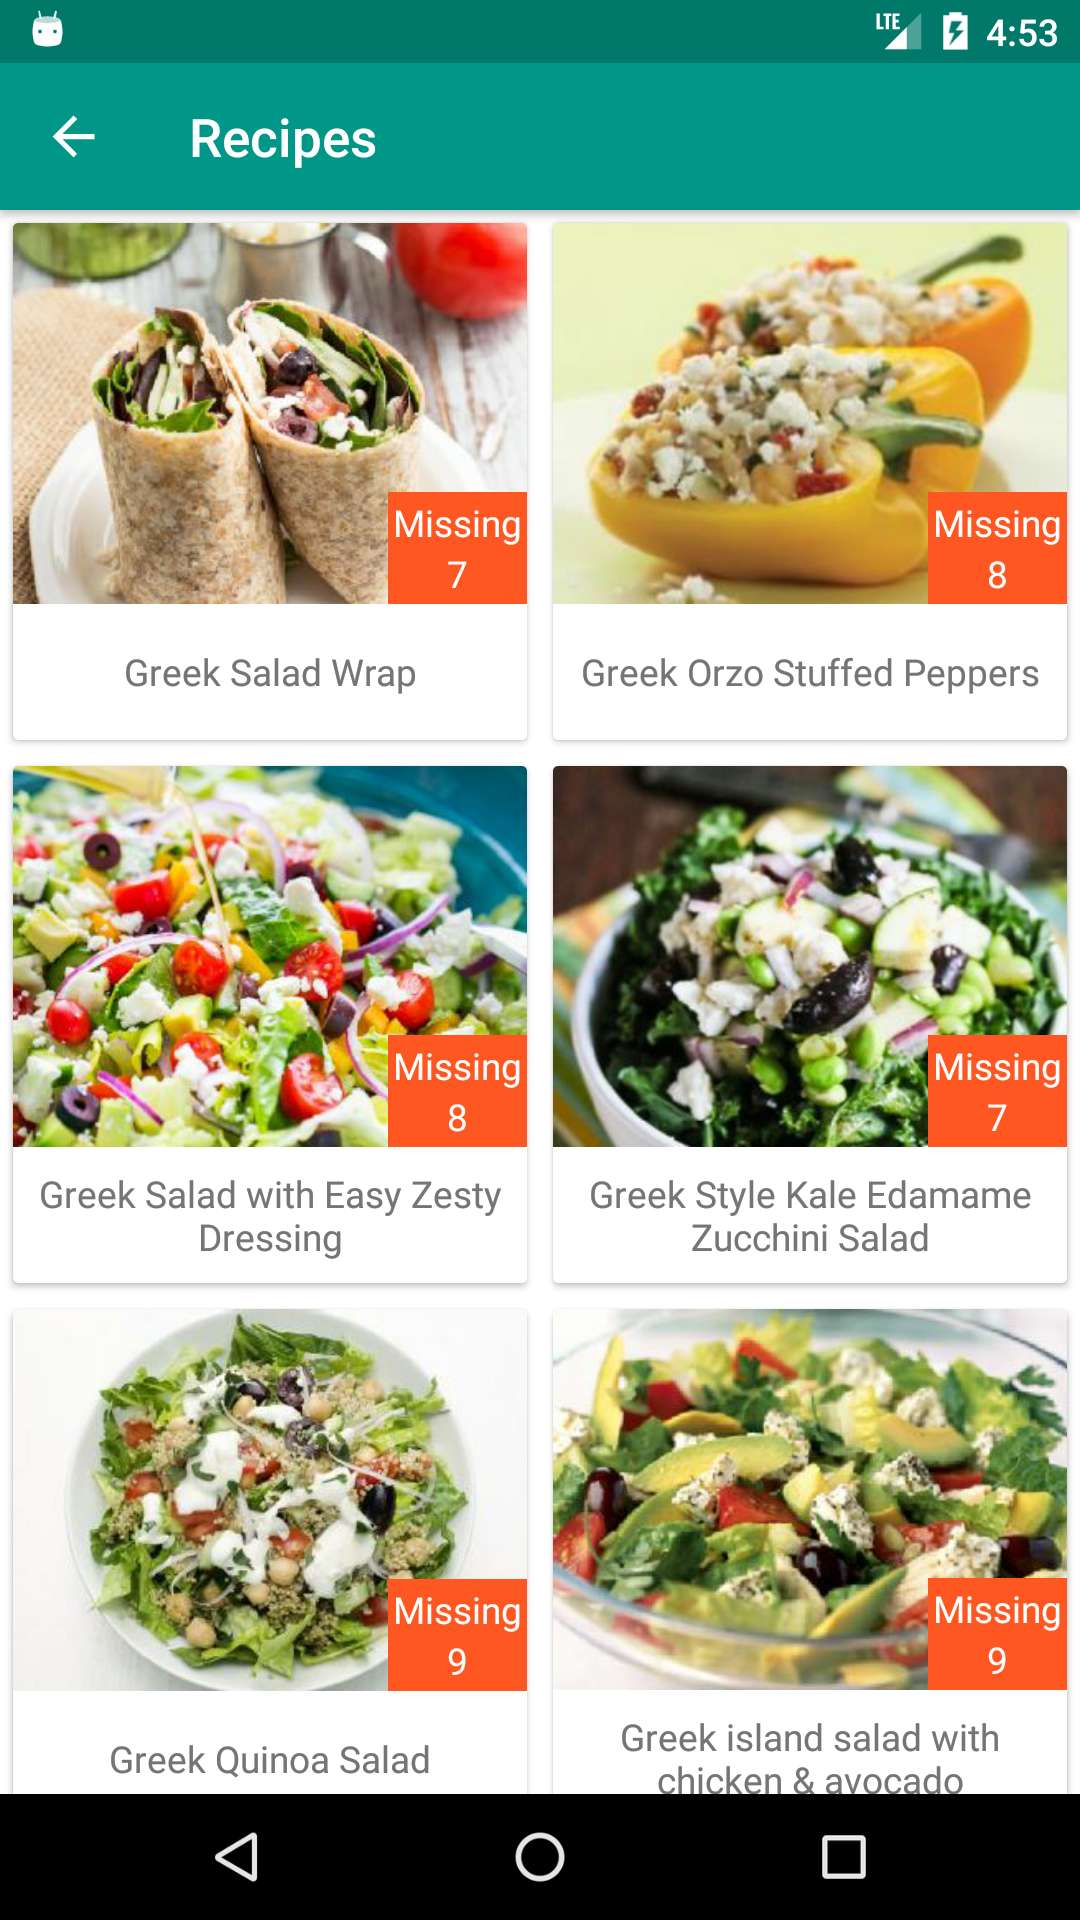 LTE 4:53
Recipes
Missing
7
Missing
8
Greek Salad Wrap
Greek Orzo Stuffed Peppers
Missing
8
Missing
7
Greek Salad with Easy Zesty
Dressing
Greek Style Kale Edamame
Zucchini Salad
Missing
9
Missing
9
Greek Quinoa Salad
Greek island salad with
chicken & avocado